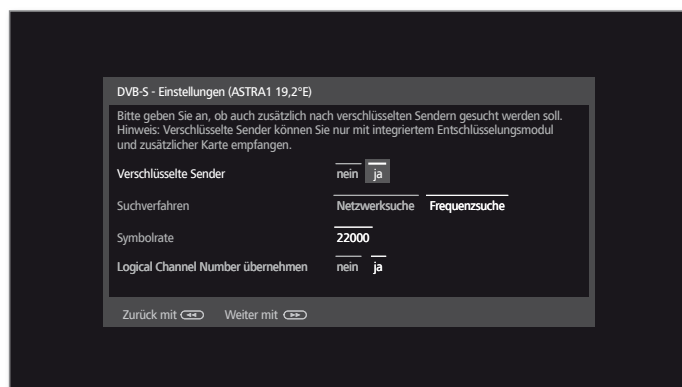 DVB-S - Einstellungen (ASTRA1 19,2°E)
Bitte geben Sie an, ob auch zusätzlich nach verschlüsselten Sendern gesucht werden soll.
Hinweis: Verschlüsselte Sender können Sie nur mit integriertem Entschlüsselungsmodul
und zusätzlicher Karte empfangen.
Verschlüsselte Sender nein ja
Suchverfahren Netzwerksuche Frequenzsuche
Symbolrate 22000
Logical Channel Number übernehmen nein ja
Zurück mit Weiter mit